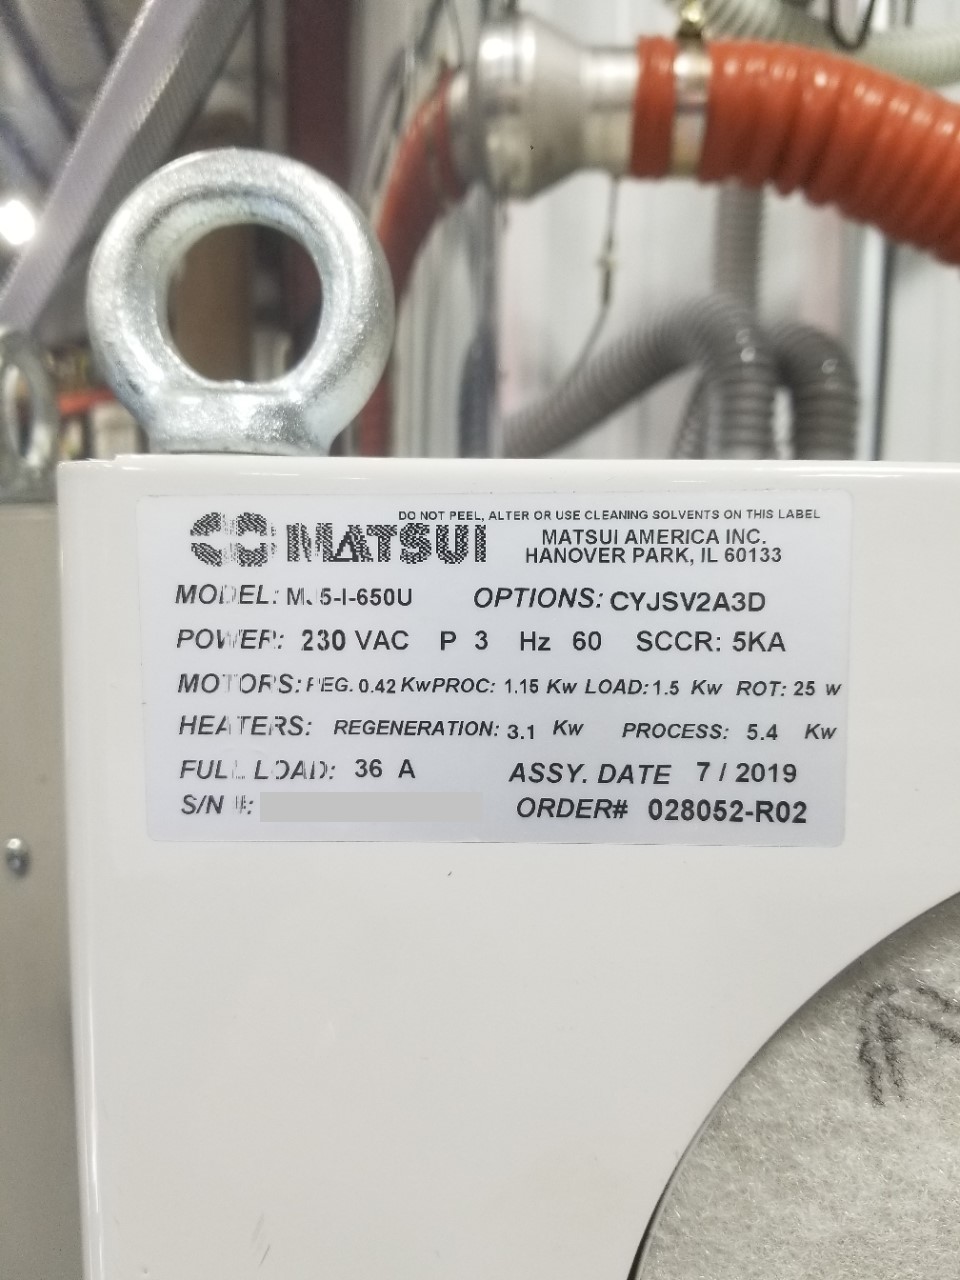 DO NOT PEEL, ALTER OR USE CLEANING SOLVENTS ON THIS LABEL
MATSUI
MATSUI AMERICA INC.
HANOVER PARK, IL 60133
MODEL: MJ5-I-650U OPTIONS: CYJSV2A3D
POWER: 230 VAC P 3 Hz 60 SCCR: 5KA
MOTORS: REG. 0.42 Kw PROC: 1.15 Kw LOAD: 1.5 Kw ROT: 25 W
HEATERS: REGENERATION: 3.1 Kw PROCESS: 5.4 Kw
FULL LOAD: 36 A ASSY. DATE 7 / 2019
S/N #: ORDER# 028052-R02